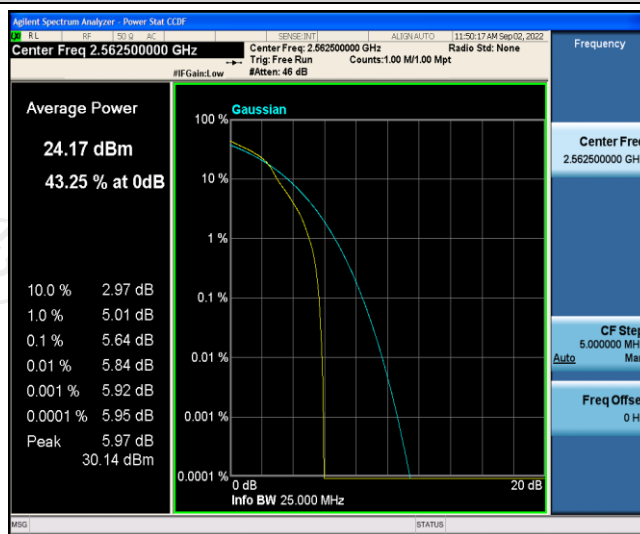 Agilent Spectrum Analyzer - Power Stat CCDF
RL RF 50 Ω AC SENSE:INT ALIGN AUTO 11:50:17 AM Sep 02, 2022
Center Freq 2.562500000 GHz
Center Freq: 2.562500000 GHz Radio Std: None
Trig: Free Run Counts:1.00 M/1.00 Mpt
#IFGain:Low #Atten: 46 dB
Frequency
Average Power
24.17 dBm
43.25 % at 0dB
10.0 % 2.97 dB
1.0 % 5.01 dB
0.1 % 5.64 dB
0.01 % 5.84 dB
0.001 % 5.92 dB
0.0001 % 5.95 dB
Peak 5.97 dB
30.14 dBm
Gaussian
100 %
10 %
1 %
0.1 %
0.01 %
0.001 %
0.0001 %
0 dB 20 dB
Info BW 25.000 MHz
Center Fre
2.562500000 GH
CF Ste
5.000000 MH
Auto Ma
Freq Offse
0 H
MSG STATUS